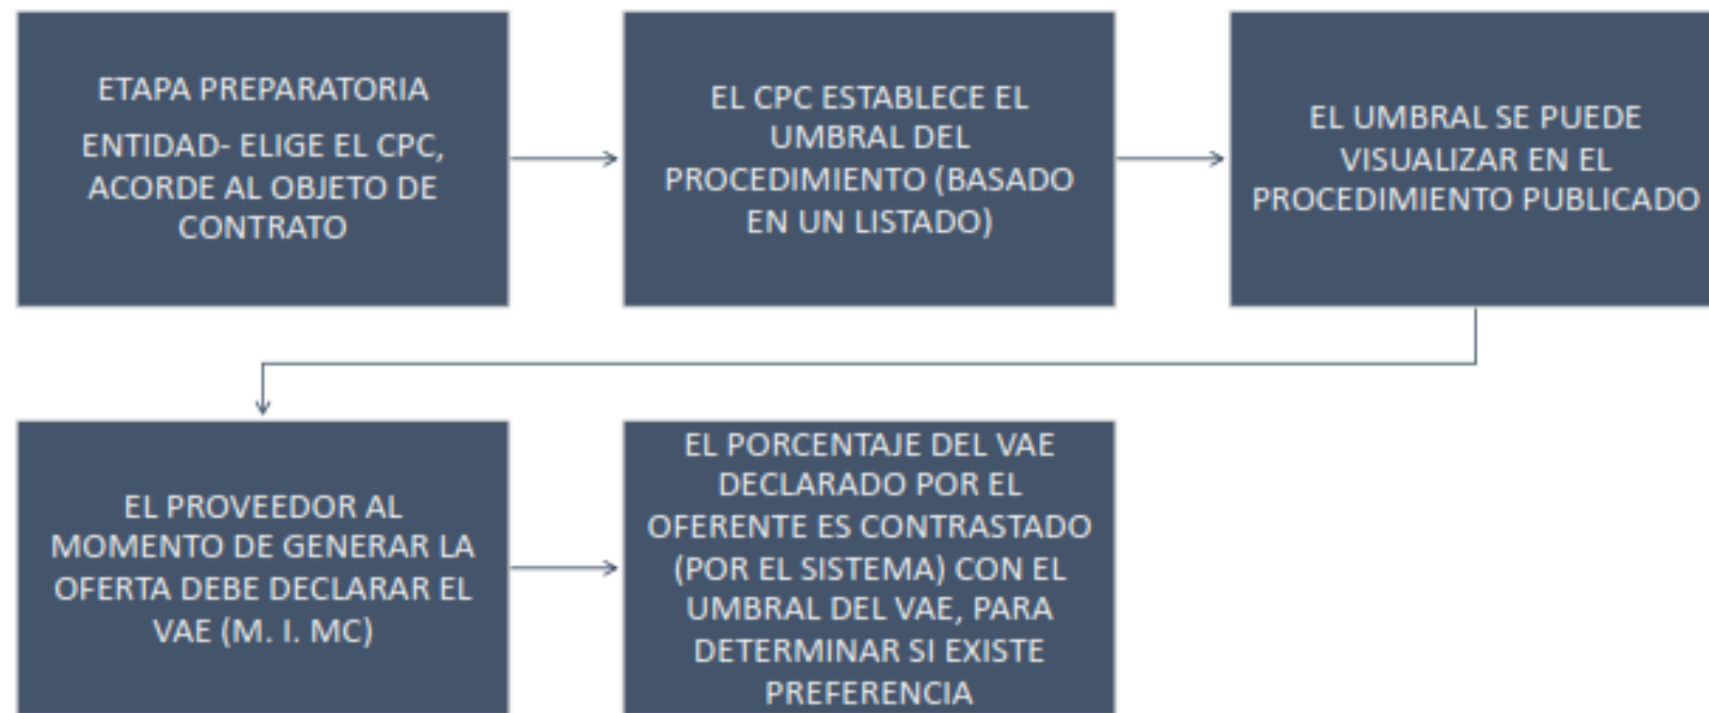 ETAPA PREPARATORIA
ENTIDAD- ELIGE EL CPC,
ACORDE AL OBJETO DE
CONTRATO
EL CPC ESTABLECE EL
UMBRAL DEL
PROCEDIMIENTO (BASADO
EN UN LISTADO)
EL UMBRAL SE PUEDE
VISUALIZAR EN EL
PROCEDIMIENTO PUBLICADO
EL PROVEEDOR AL
MOMENTO DE GENERAR LA
OFERTA DEBE DECLARAR EL
VAE (M. I. MC)
EL PORCENTAJE DEL VAE
DECLARADO POR EL
OFERENTE ES CONTRASTADO
(POR EL SISTEMA) CON EL
UMBRAL DEL VAE, PARA
DETERMINAR SI EXISTE
PREFERENCIA